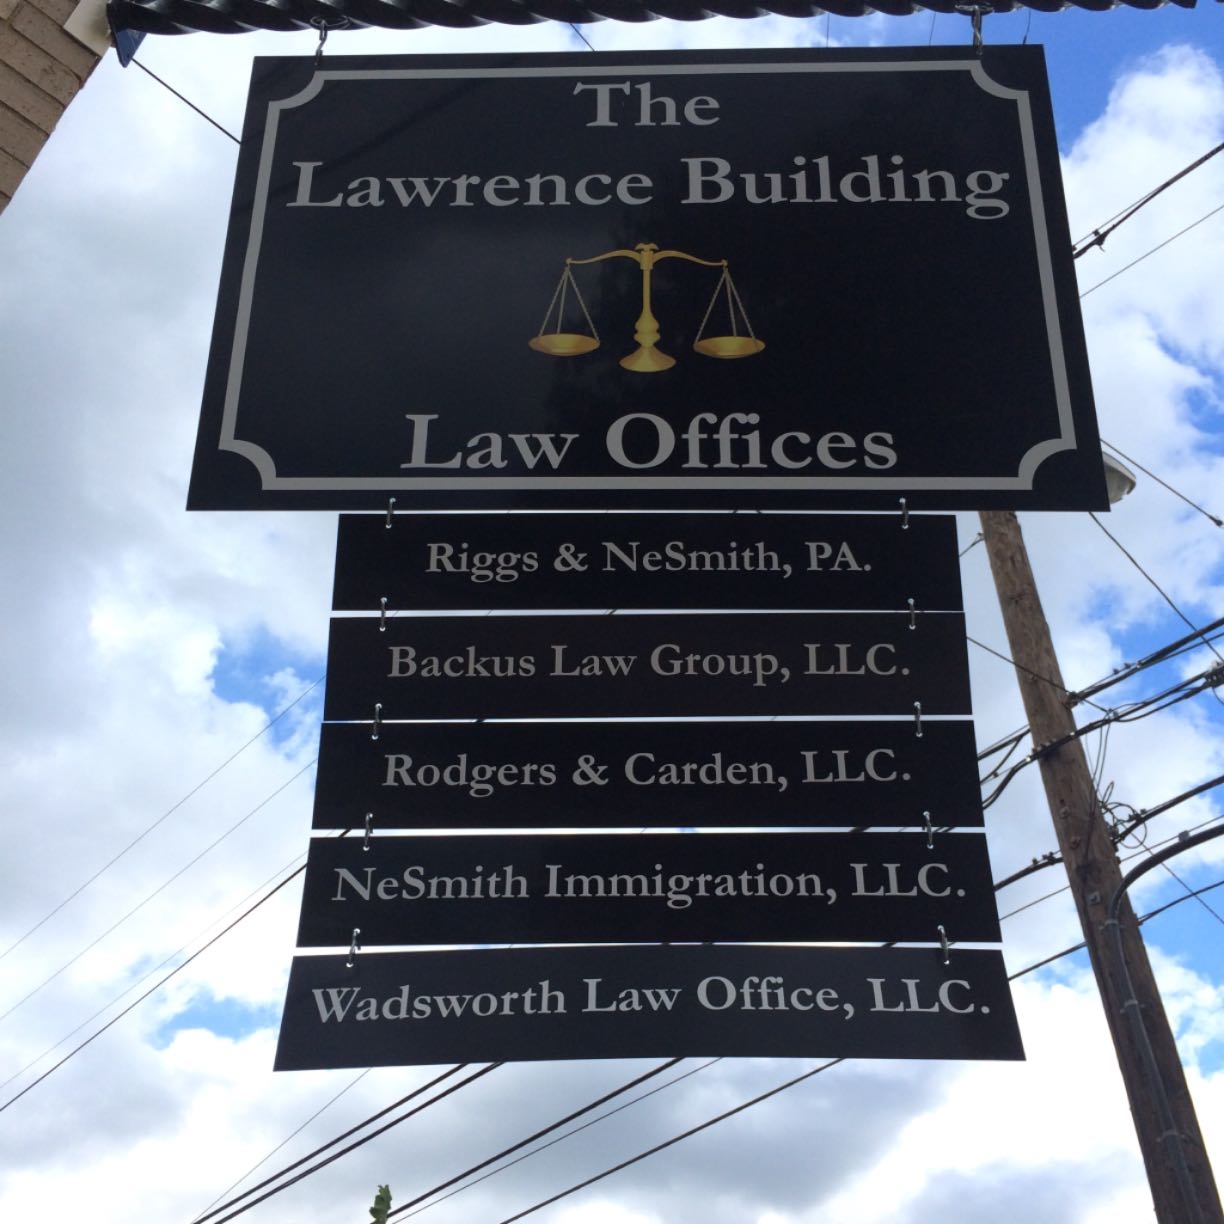 The
Lawrence Building
Law Offices
Riggs & NeSmith, PA.
Backus Law Group, LLC.
Rodgers & Carden, LLC.
NeSmith Immigration, LLC.
Wadsworth Law Office, LLC.